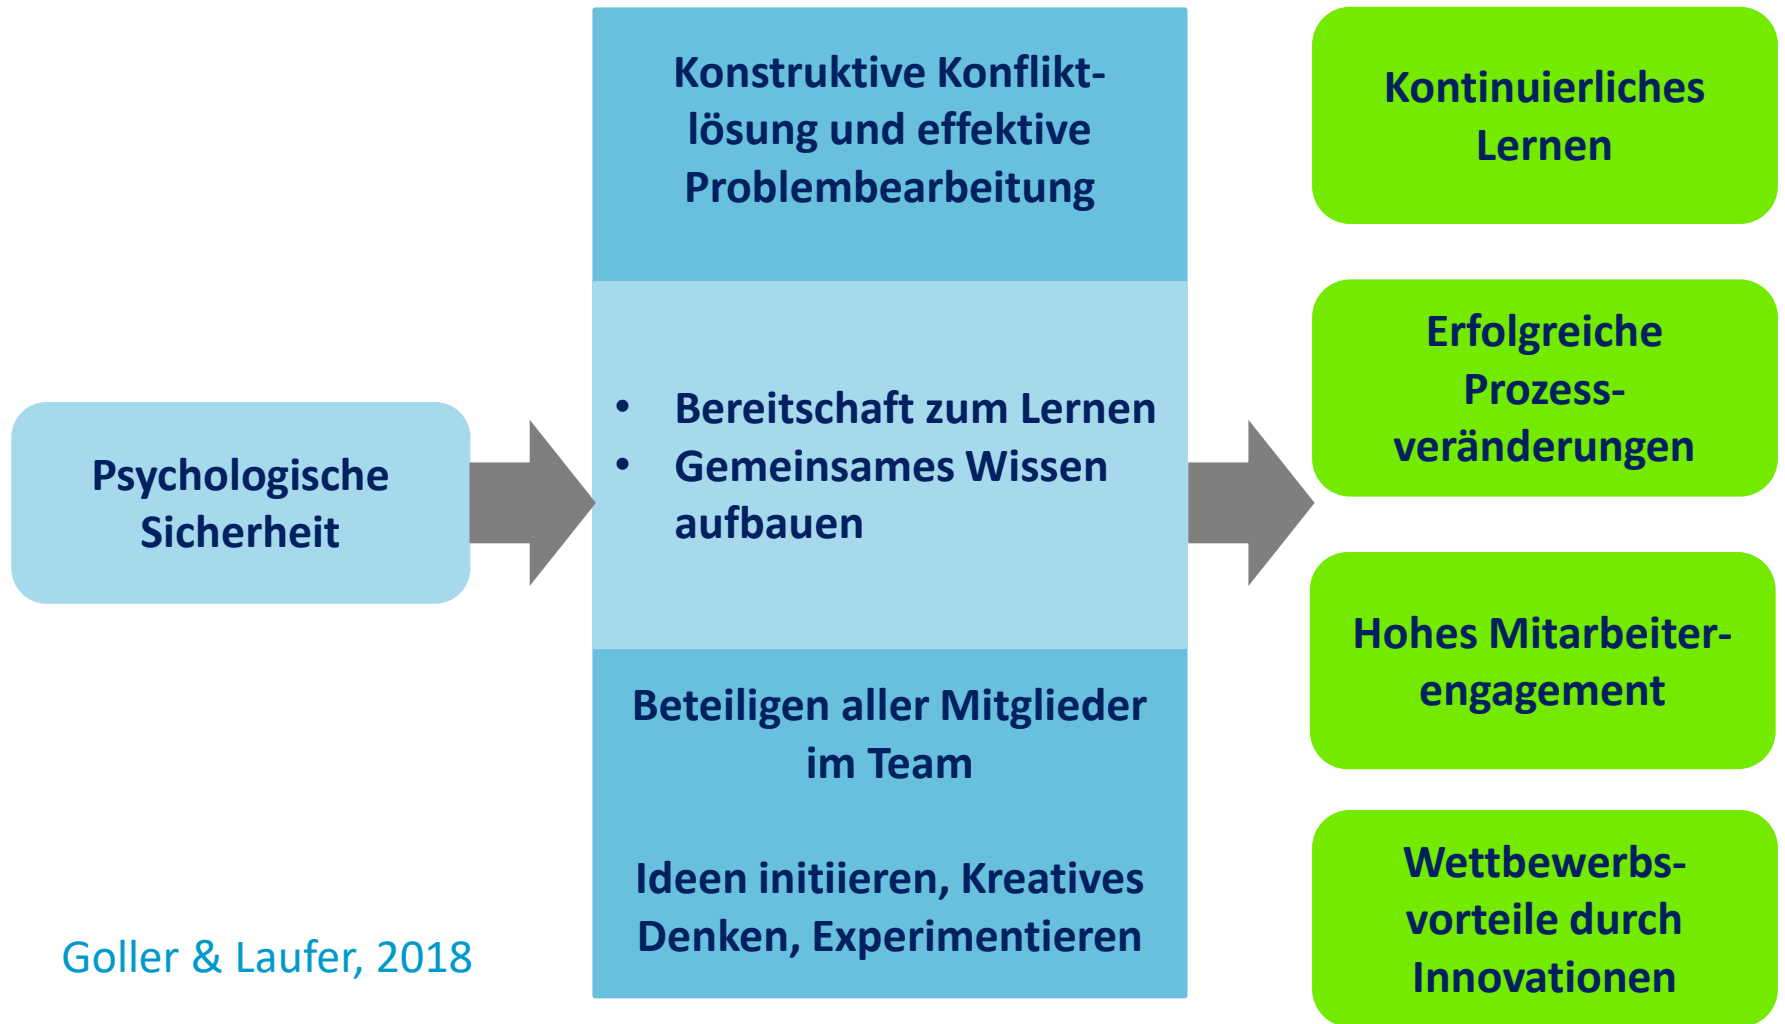 Psychologische
Sicherheit
Konstruktive Konflikt-
lösung und effektive
Problembearbeitung
• Bereitschaft zum Lernen
• Gemeinsames Wissen
aufbauen
Beteiligen aller Mitglieder
im Team
Ideen initiieren, Kreatives
Denken, Experimentieren
Kontinuierliches
Lernen
Erfolgreiche
Prozess-
veränderungen
Hohes Mitarbeiter-
engagement
Wettbewerbs-
vorteile durch
Innovationen
Goller & Laufer, 2018